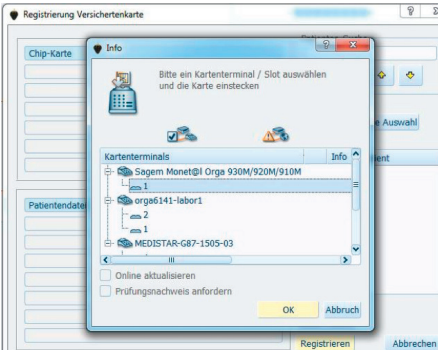 Registrierung Versichertenkarte
Info
Chip-Karte
Bitte ein Kartenterminal / Slot auswählen
und die Karte einstecken
e Auswahl
Kartenterminals
Info
Sagem Monet@l Orga 930M/920M/910M
1
orga6141-labor1
2
1
MEDISTAR-G87-1505-03
Patientendate
Online aktualisieren
Prüfungsnachweis anfordern
OK
Abbruch
Registrieren
Abbrechen